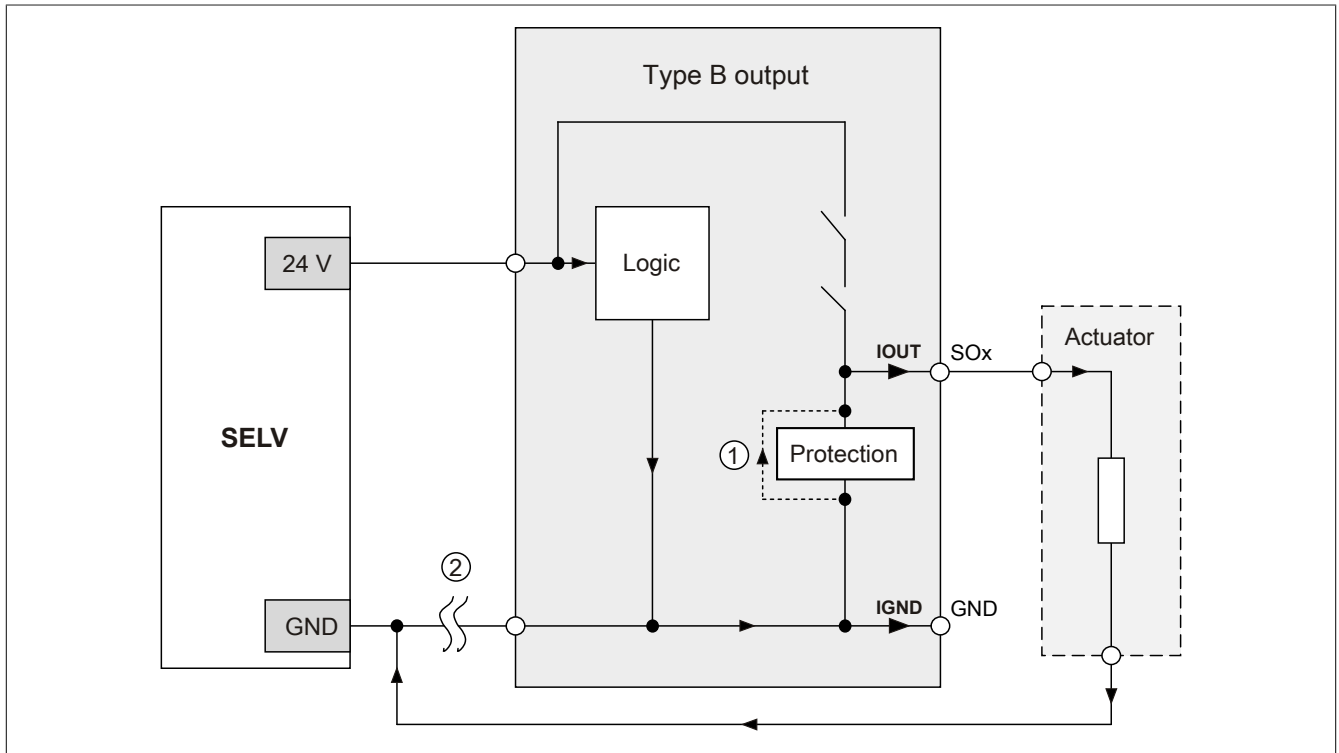 Type B output
24 V
Logic
IOUT
SOx
Actuator
SELV
①
Protection
②
GND
IGND
GND